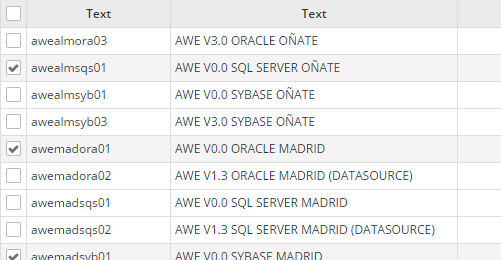 Text Text
awealmora03 AWE V3.0 ORACLE OÑATE
awealmsqs01 AWE V0.0 SQL SERVER OÑATE
awealmsyb01 AWE V0.0 SYBASE OÑATE
awealmsyb03 AWE V3.0 SYBASE OÑATE
awemadora01 AWE V0.0 ORACLE MADRID
awemadora02 AWE V1.3 ORACLE MADRID (DATASOURCE)
awemadsqs01 AWE V0.0 SQL SERVER MADRID
awemadsqs02 AWE V1.3 SQL SERVER MADRID (DATASOURCE)
awemadsyb01 AWE V0.0 SYBASE MADRID